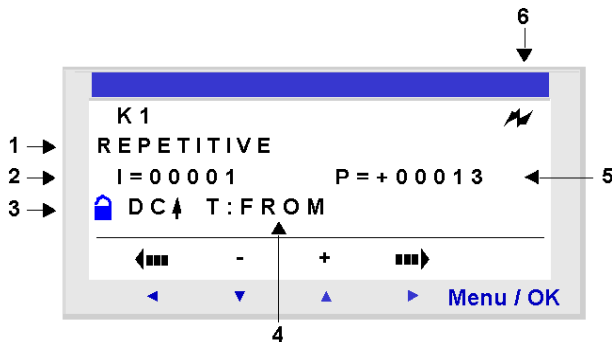 6
K1
1 REPETITIVE
2 I=00001 P=+00013 5
3 DC T:FROM
- +
Menu / OK
4